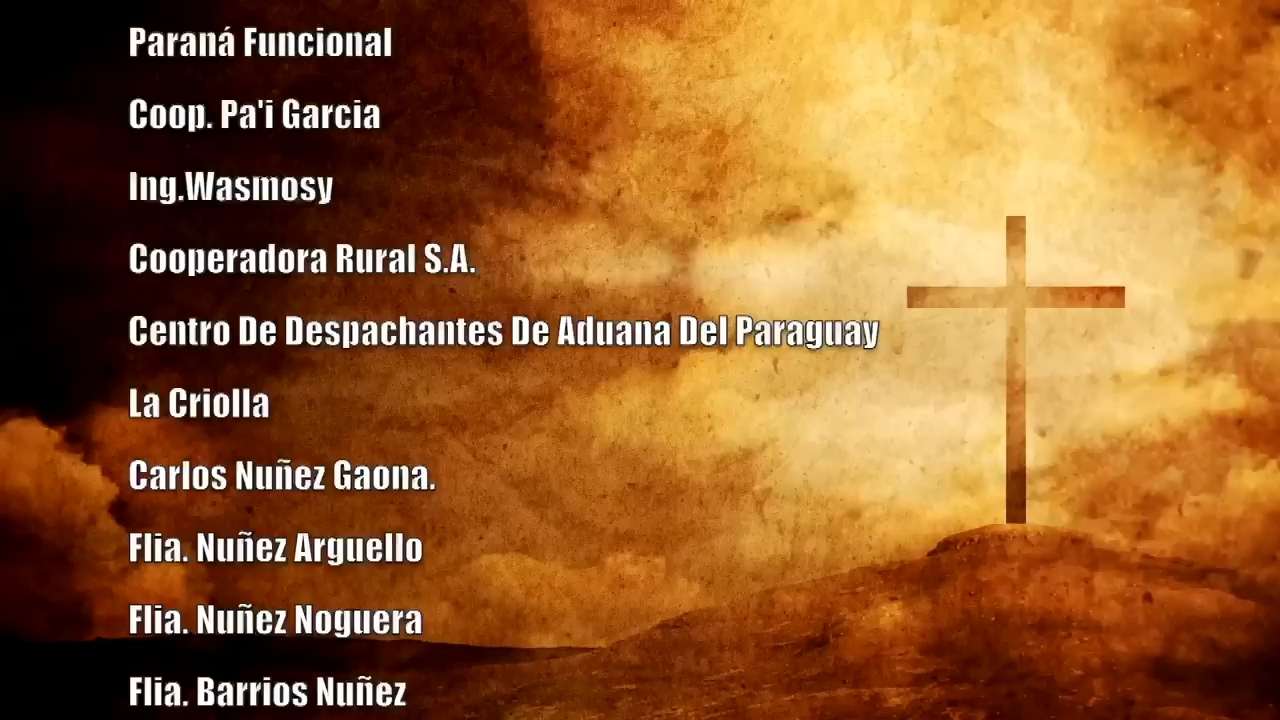 Paraná Funcional
Coop. Pa'i Garcia
Ing.Wasmosy
Cooperadora Rural S.A.
Centro De Despachantes De Aduana Del Paraguay
La Criolla
Carlos Nuñez Gaona.
Flia. Nuñez Arguello
Flia. Nuñez Noguera
Flia. Barrios Nuñez